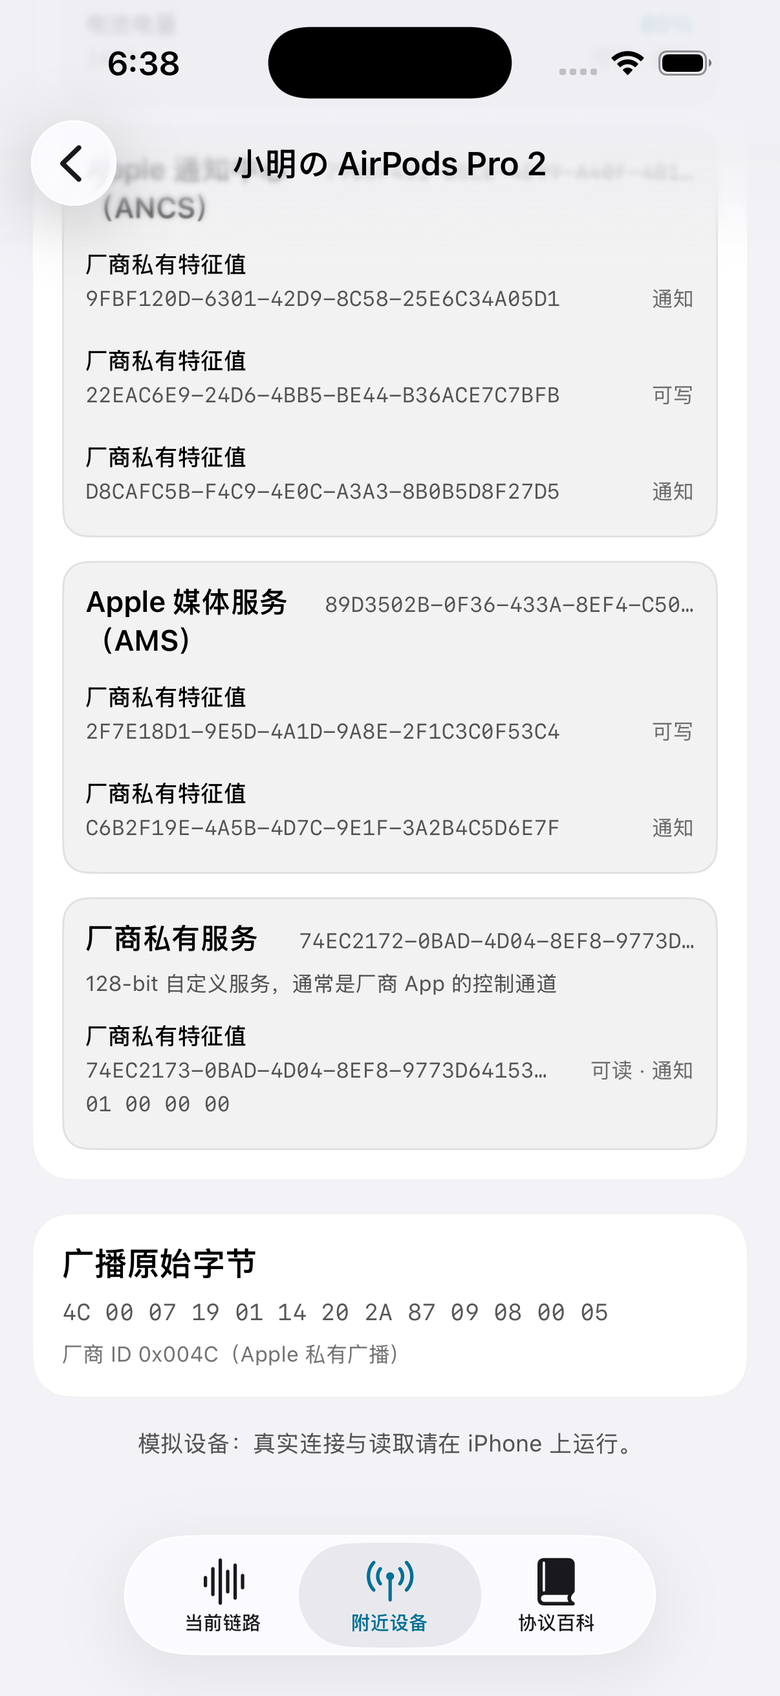 6:38
小明の AirPods Pro 2
（ANCS）
厂商私有特征值
9FBF120D-6301-42D9-8C58-25E6C34A05D1 通知
厂商私有特征值
22EAC6E9-24D6-4BB5-BE44-B36ACE7C7BFB 可写
厂商私有特征值
D8CAFC5B-F4C9-4E0C-A3A3-8B0B5D8F27D5 通知
Apple 媒体服务 89D3502B-0F36-433A-8EF4-C50…
（AMS）
厂商私有特征值
2F7E18D1-9E5D-4A1D-9A8E-2F1C3C0F53C4 可写
厂商私有特征值
C6B2F19E-4A5B-4D7C-9E1F-3A2B4C5D6E7F 通知
厂商私有服务 74EC2172-0BAD-4D04-8EF8-9773D…
128-bit 自定义服务，通常是厂商 App 的控制通道
厂商私有特征值
74EC2173-0BAD-4D04-8EF8-9773D64153… 可读 · 通知
01 00 00 00
广播原始字节
4C 00 07 19 01 14 20 2A 87 09 08 00 05
厂商 ID 0x004C（Apple 私有广播）
模拟设备：真实连接与读取请在 iPhone 上运行。
当前链路 附近设备 协议百科